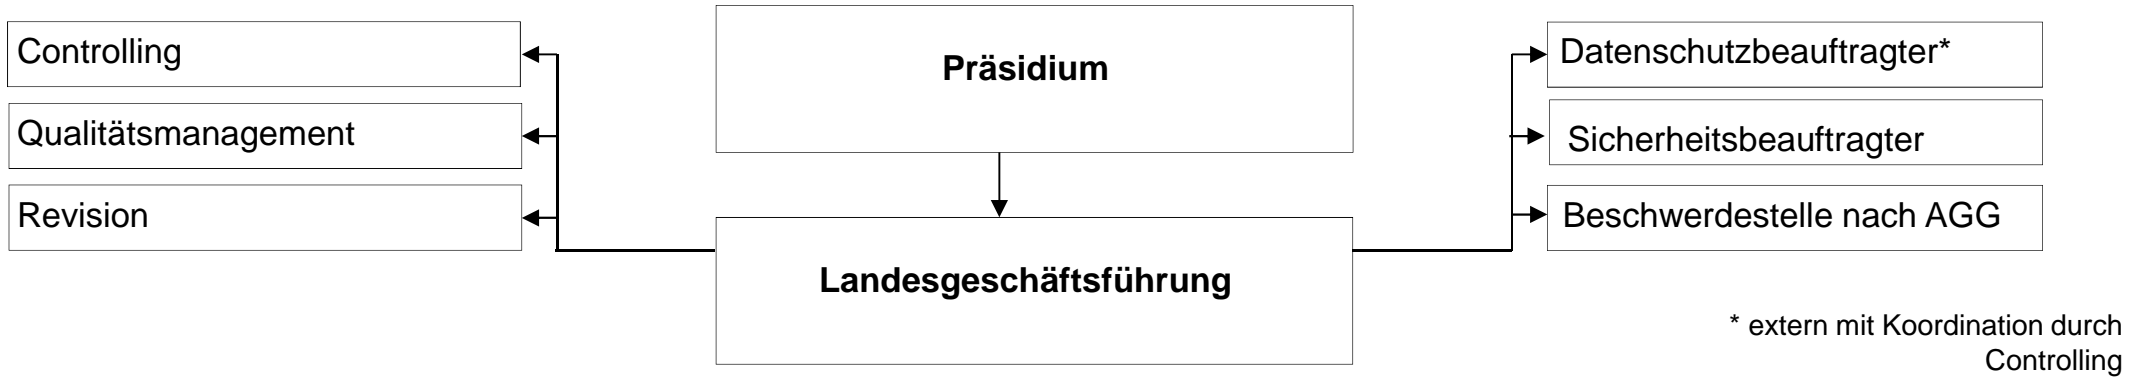 Controlling
Qualitätsmanagement
Revision
Präsidium
Landesgeschäftsführung
Datenschutzbeauftragter*
Sicherheitsbeauftragter
Beschwerdestelle nach AGG
* extern mit Koordination durch
Controlling